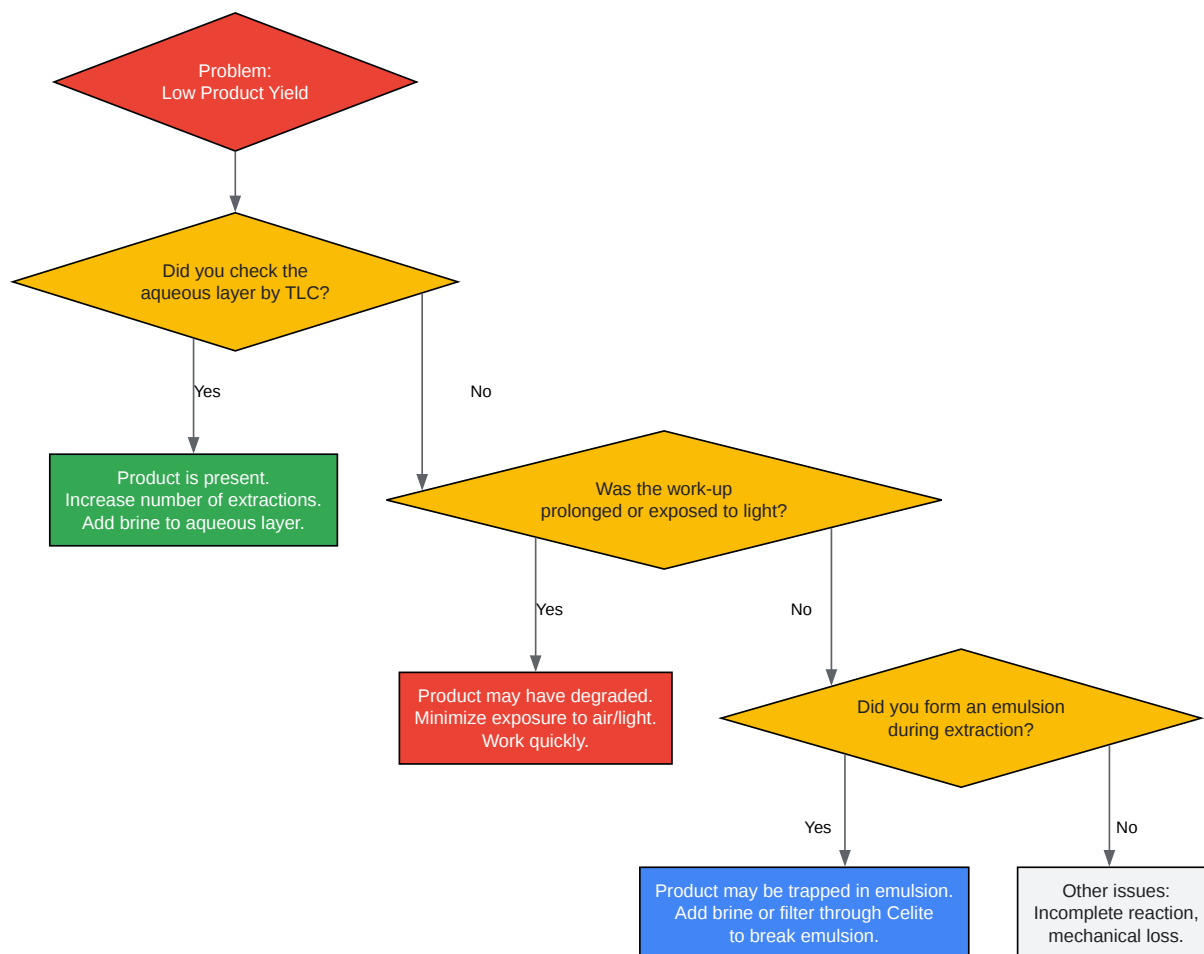 Problem:
Low Product Yield
Did you check the
aqueous layer by TLC?
Yes
No
Product is present.
Increase number of extractions.
Add brine to aqueous layer.
Was the work-up
prolonged or exposed to light?
Yes
No
Product may have degraded.
Minimize exposure to air/light.
Work quickly.
Did you form an emulsion
during extraction?
Yes
No
Product may be trapped in emulsion.
Add brine or filter through Celite
to break emulsion.
Other issues:
Incomplete reaction,
mechanical loss.